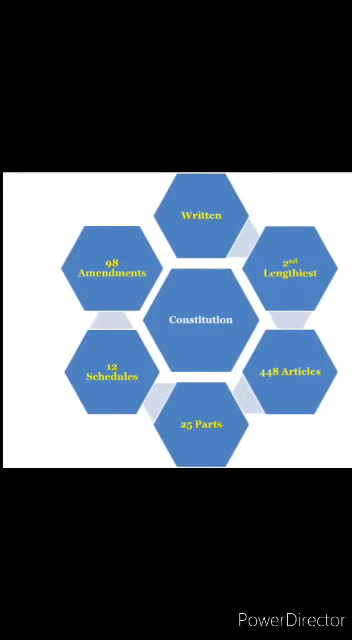 Written
2nd
Lengthiest
448 Articles
25 Parts
12
Schedules
98
Amendments
Constitution
PowerDirector